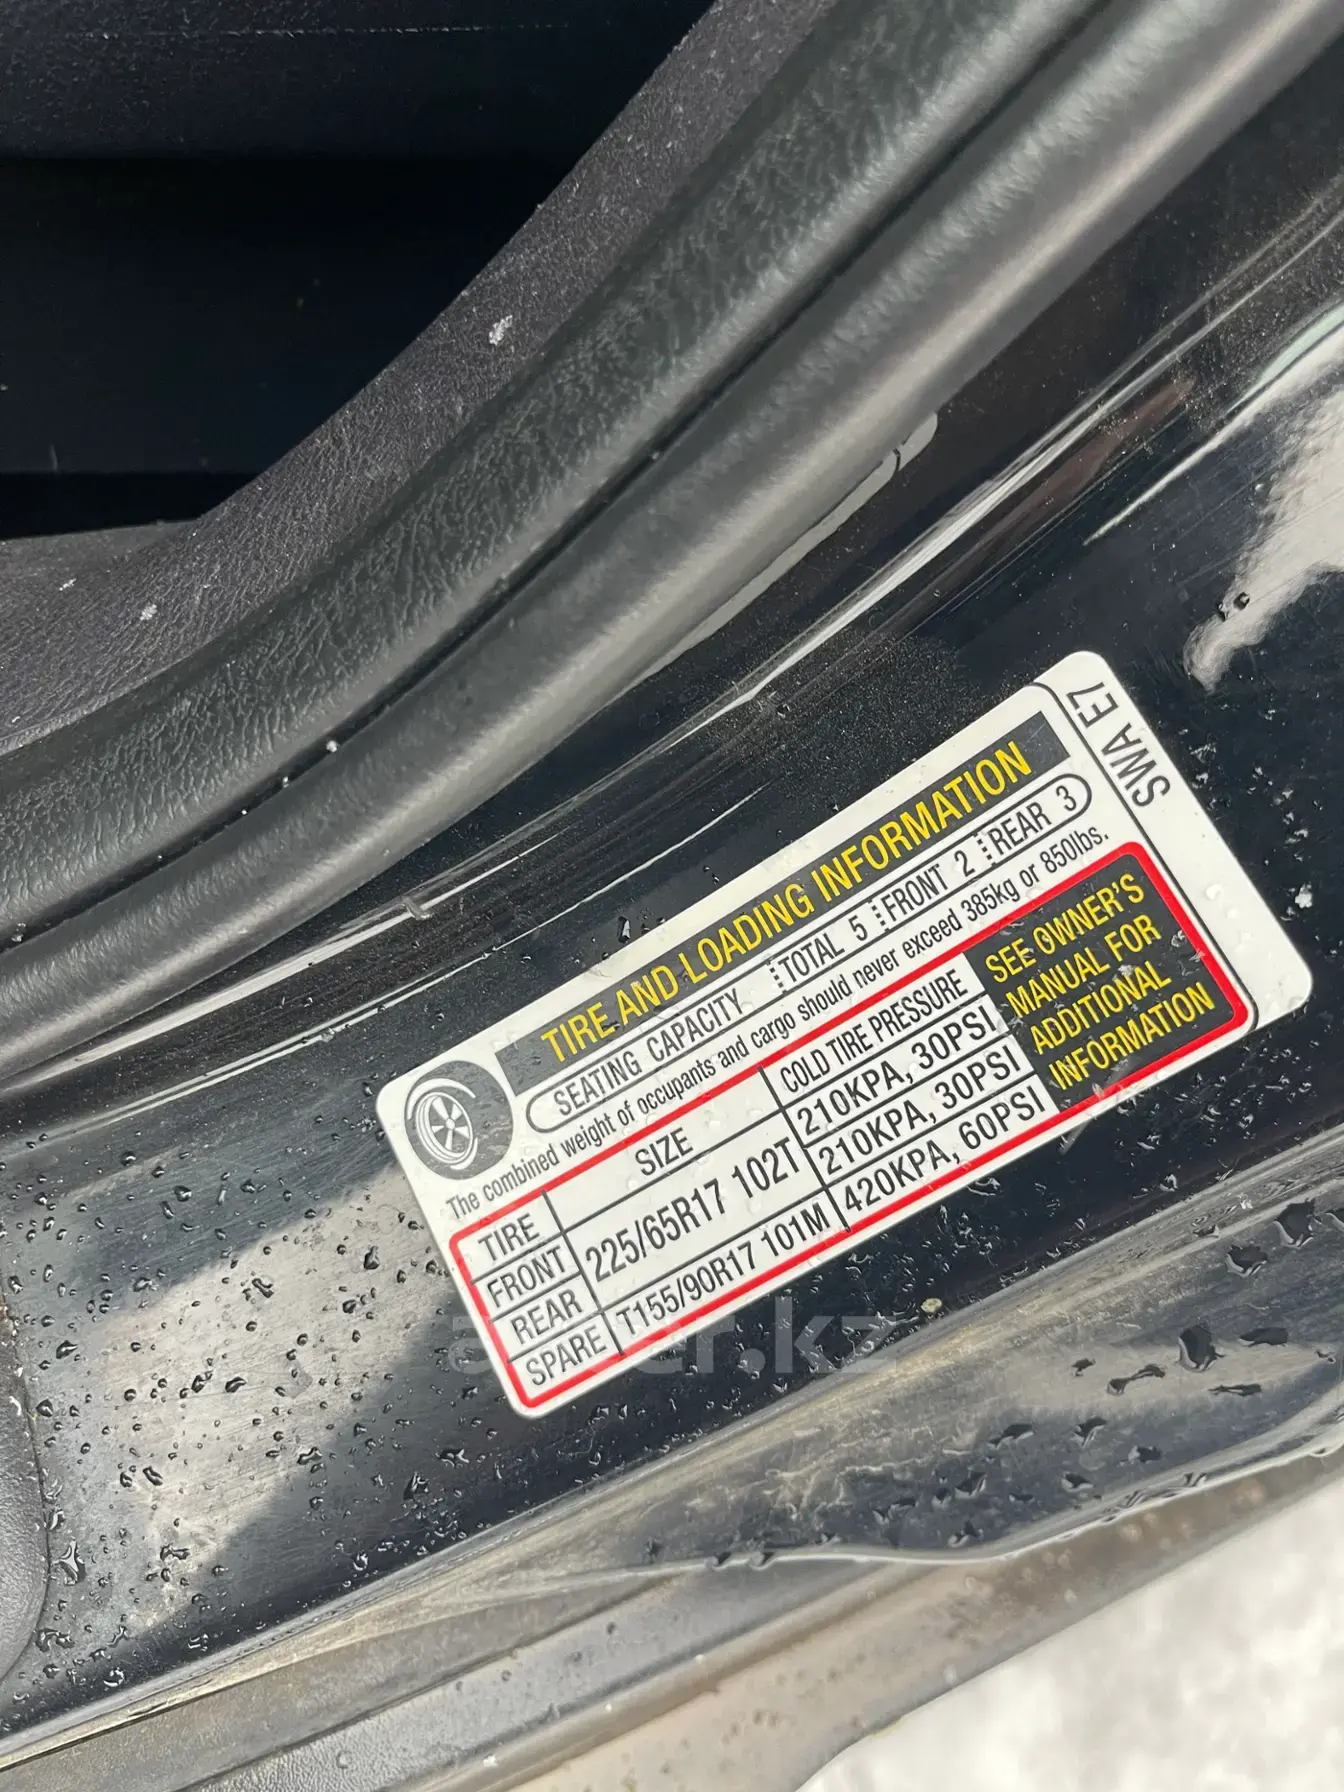 SWA E7
TIRE AND LOADING INFORMATION
SEATING CAPACITY TOTAL 5 FRONT 2 REAR 3
The combined weight of occupants and cargo should never exceed 385kg or 850lbs.
TIRE SIZE COLD TIRE PRESSURE
FRONT 225/65R17 102T 210KPA, 30PSI
REAR 210KPA, 30PSI
SPARE T155/90R17 101M 420KPA, 60PSI
SEE OWNER'S
MANUAL FOR
ADDITIONAL
INFORMATION